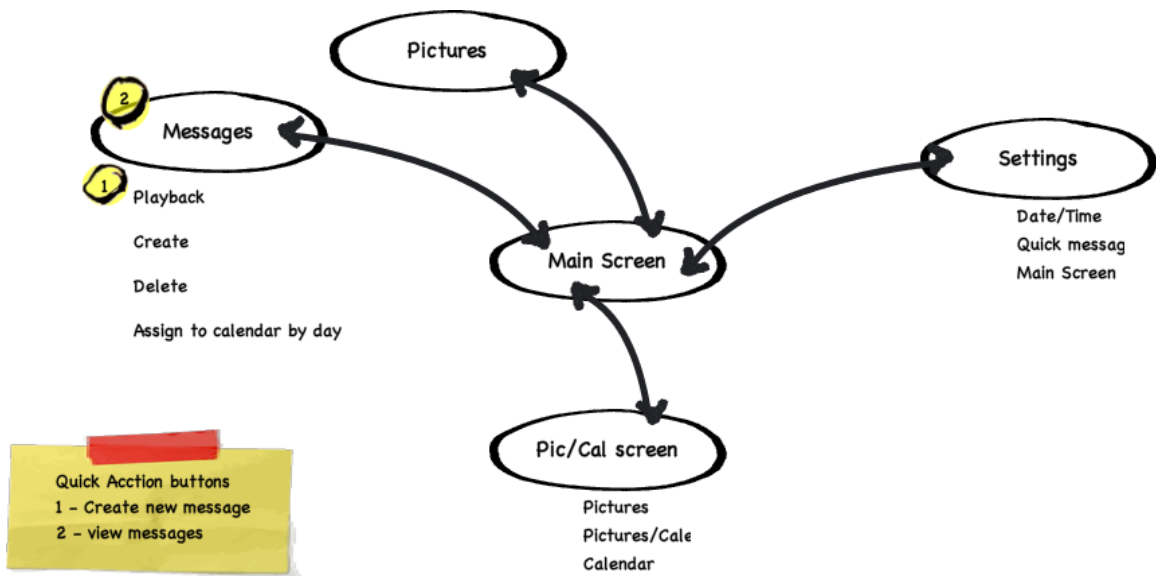 Pictures
2
Messages
1
Playback
Create
Delete
Assign to calendar by day
Settings
Date/Time
Quick messag
Main Screen
Main Screen
Pic/Cal screen
Pictures
Pictures/Cale
Calendar
Quick Acction buttons
1 - Create new message
2 - view messages